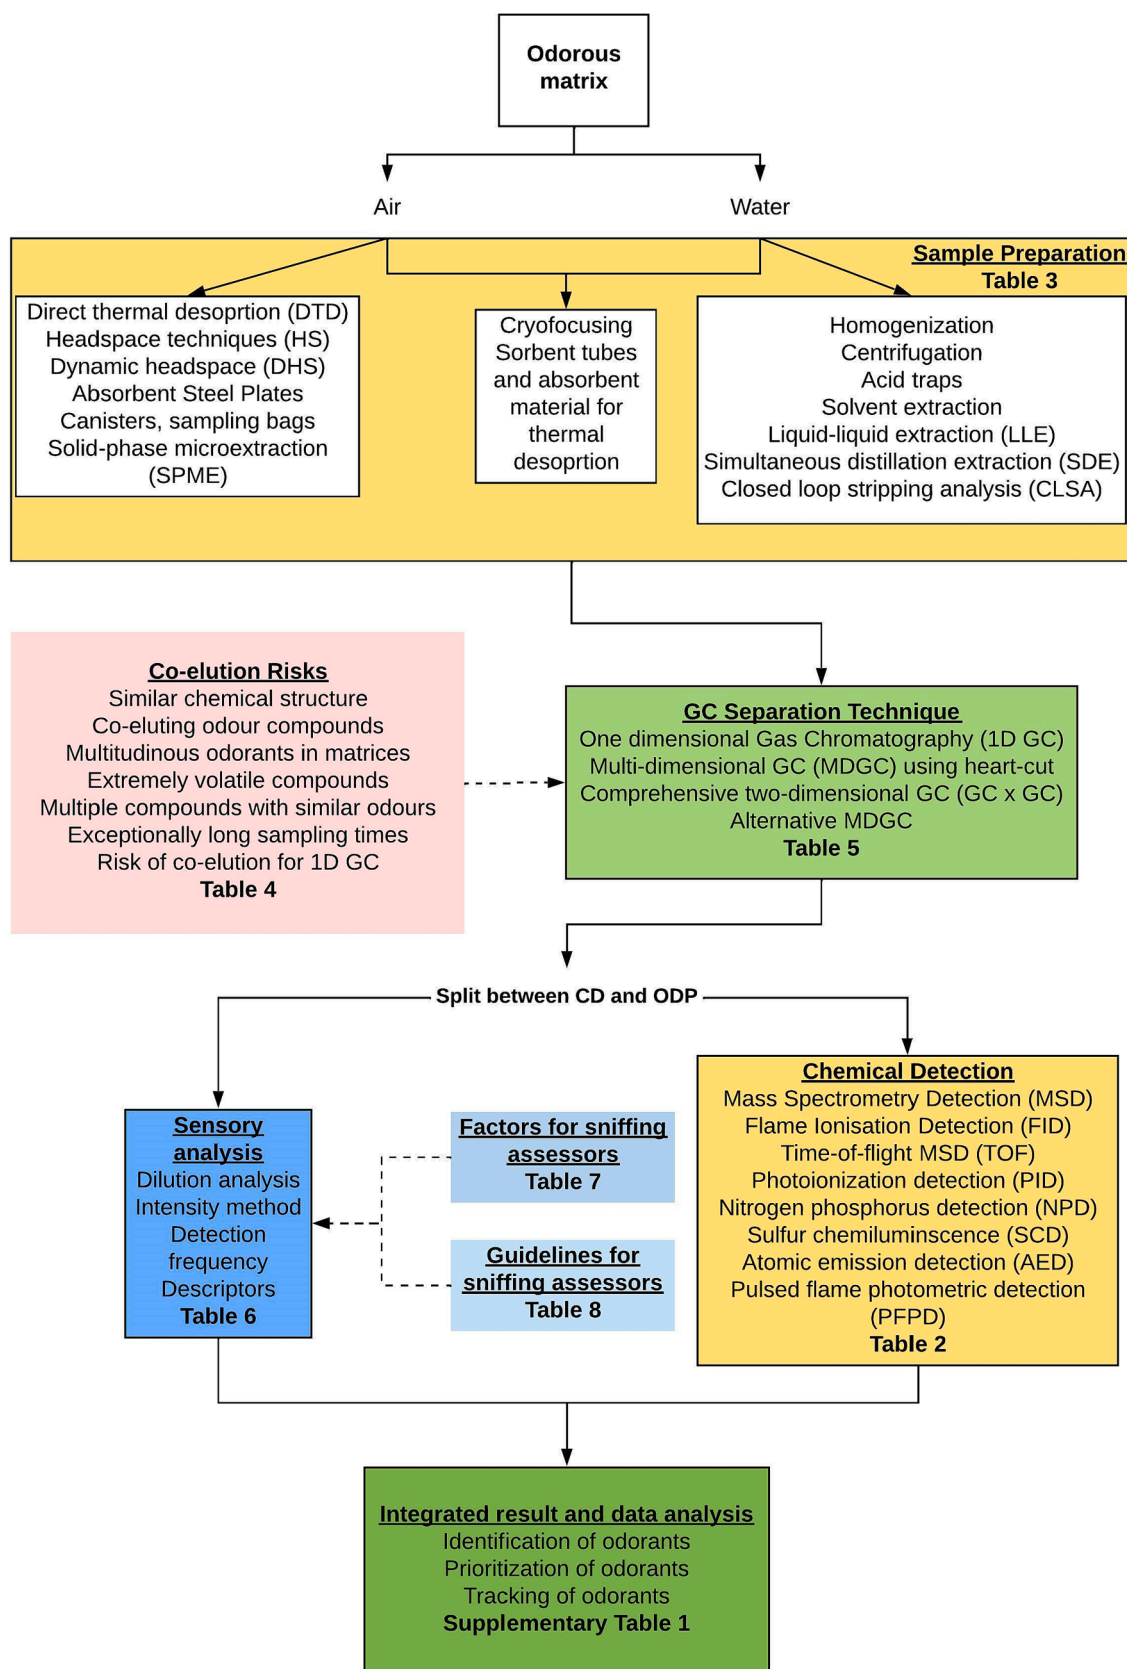 Odorous
matrix
Air
Water
Sample Preparation
Table 3
Direct thermal desoprtion (DTD)
Headspace techniques (HS)
Dynamic headspace (DHS)
Absorbent Steel Plates
Canisters, sampling bags
Solid-phase microextraction
(SPME)
Cryofocusing
Sorbent tubes
and absorbent
material for
thermal
desoprtion
Homogenization
Centrifugation
Acid traps
Solvent extraction
Liquid-liquid extraction (LLE)
Simultaneous distillation extraction (SDE)
Closed loop stripping analysis (CLSA)
Co-elution Risks
Similar chemical structure
Co-eluting odour compounds
Multitudinous odorants in matrices
Extremely volatile compounds
Multiple compounds with similar odours
Exceptionally long sampling times
Risk of co-elution for 1D GC
Table 4
GC Separation Technique
One dimensional Gas Chromatography (1D GC)
Multi-dimensional GC (MDGC) using heart-cut
Comprehensive two-dimensional GC (GC x GC)
Alternative MDGC
Table 5
Split between CD and ODP
Sensory
analysis
Dilution analysis
Intensity method
Detection
frequency
Descriptors
Table 6
Factors for sniffing
assessors
Table 7
Guidelines for
sniffing assessors
Table 8
Chemical Detection
Mass Spectrometry Detection (MSD)
Flame Ionisation Detection (FID)
Time-of-flight MSD (TOF)
Photoionization detection (PID)
Nitrogen phosphorus detection (NPD)
Sulfur chemiluminscence (SCD)
Atomic emission detection (AED)
Pulsed flame photometric detection
(PFPD)
Table 2
Integrated result and data analysis
Identification of odorants
Prioritization of odorants
Tracking of odorants
Supplementary Table 1